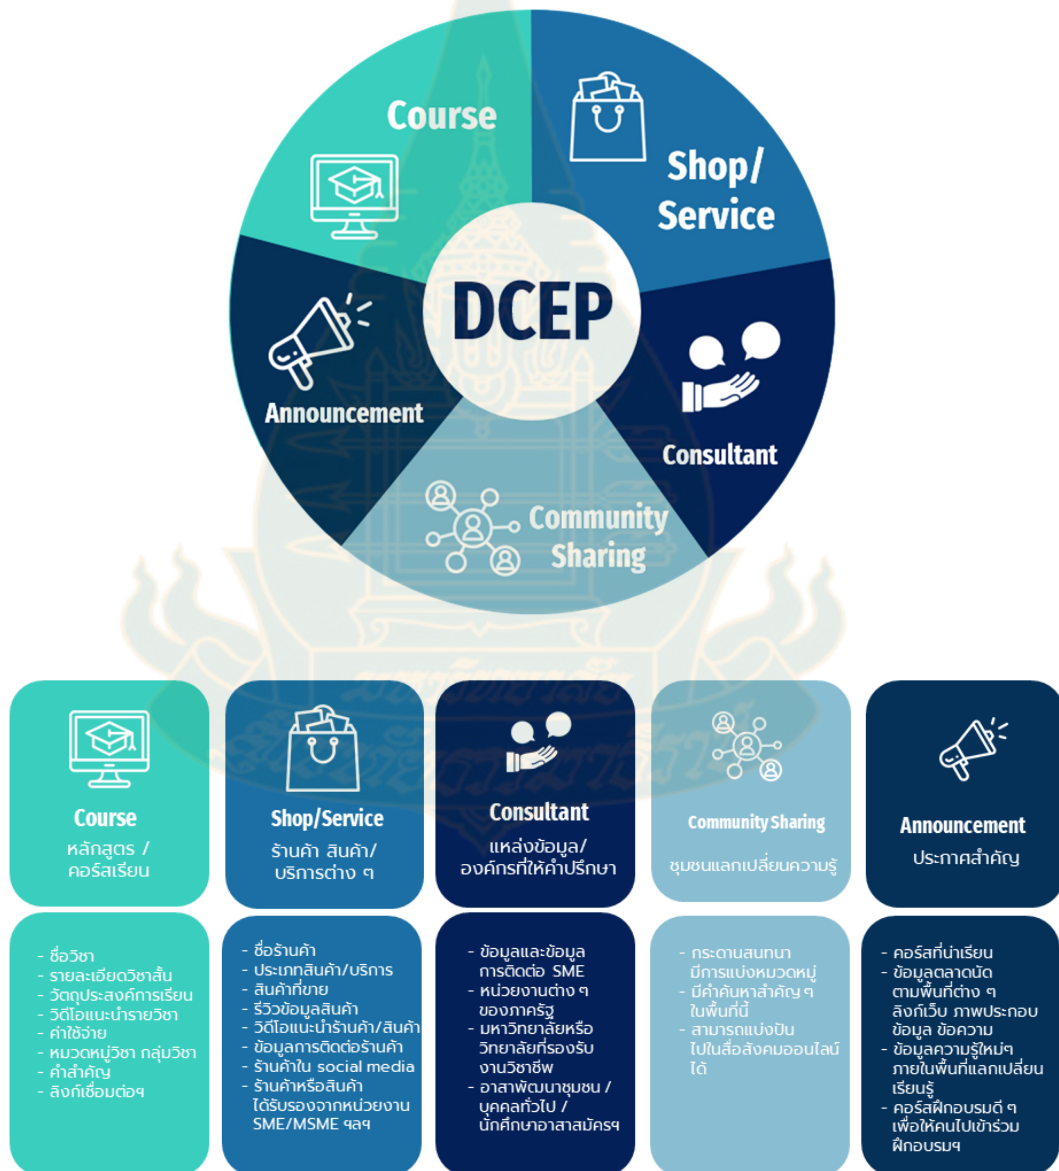 Course
Shop/
Service
DCEP
Announcement
Consultant
Community
Sharing
Course
หลักสูตร /
คอร์สเรียน
Shop/Service
ร้านค้า สินค้า/
บริการต่าง ๆ
Consultant
แหล่งข้อมูล/
องค์กรที่ให้คำปรึกษา
Community Sharing
ชุมชนแลกเปลี่ยนความรู้
Announcement
ประกาศสำคัญ
- ชื่อวิชา
- รายละเอียดวิชาสั้น
- วัตถุประสงค์การเรียน
- วิดีโอแนะนำรายวิชา
- ค่าใช้จ่าย
- หมวดหมู่วิชา กลุ่มวิชา
- คำสำคัญ
- ลิงก์เชื่อมต่อฯ
- ชื่อร้านค้า
- ประเภทสินค้า/บริการ
- สินค้าที่ขาย
- รีวิวข้อมูลสินค้า
- วิดีโอแนะนำร้านค้า/สินค้า
- ข้อมูลการติดต่อร้านค้า
- ร้านค้าใน social media
- ร้านค้าหรือสินค้า
ได้รับรองจากหน่วยงาน
SME/MSME ฯลฯ
- ข้อมูลและข้อมูล
การติดต่อ SME
- หน่วยงานต่าง ๆ
ของภาครัฐ
- มหาวิทยาลัยหรือ
วิทยาลัยที่รองรับ
งานวิชาชีพ
- อาสาพัฒนาชุมชน /
บุคคลทั่วไป /
นักศึกษาอาสาสมัครฯ
- กระดานสนทนา
มีการแบ่งหมวดหมู่
- มีคำค้นหาสำคัญ ๆ
ในพื้นที่นี้
- สามารถแบ่งปัน
ไปในสื่อสังคมออนไลน์
ได้
- คอร์สที่น่าเรียน
- ข้อมูลตลาดนัด
ตามพื้นที่ต่าง ๆ
ลิงก์เว็บ ภาพประกอบ
ข้อมูล ข้อความ
- ข้อมูลความรู้ใหม่ๆ
ภายในพื้นที่แลกเปลี่ยน
เรียนรู้
- คอร์สฝึกอบรมดี ๆ
เพื่อให้คนไปเข้าร่วม
ฝึกอบรมฯ